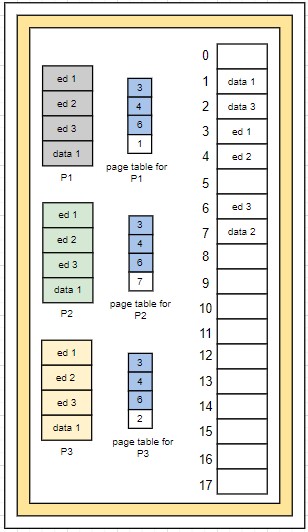 ed 1
ed 2
ed 3
data 1
P1
3
4
6
1
page table for
P1
ed 1
ed 2
ed 3
data 1
P2
3
4
6
7
page table for
P2
ed 1
ed 2
ed 3
data 1
P3
3
4
6
2
page table for
P3
0
1 data 1
2 data 3
3 ed 1
4 ed 2
5
6 ed 3
7 data 2
8
9
10
11
12
13
14
15
16
17